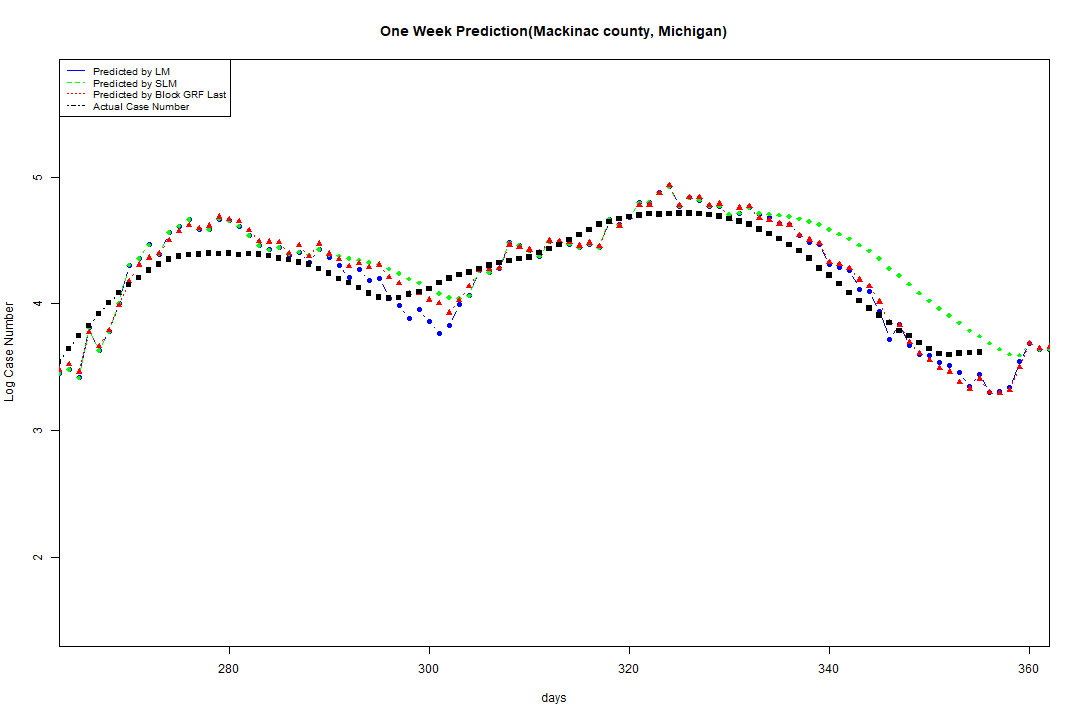 One Week Prediction(Mackinac county, Michigan)
Predicted by LM
Predicted by SLM
Predicted by Block GRF Last
Actual Case Number
5
4
3
2
Log Case Number
280 300 320 340 360
days